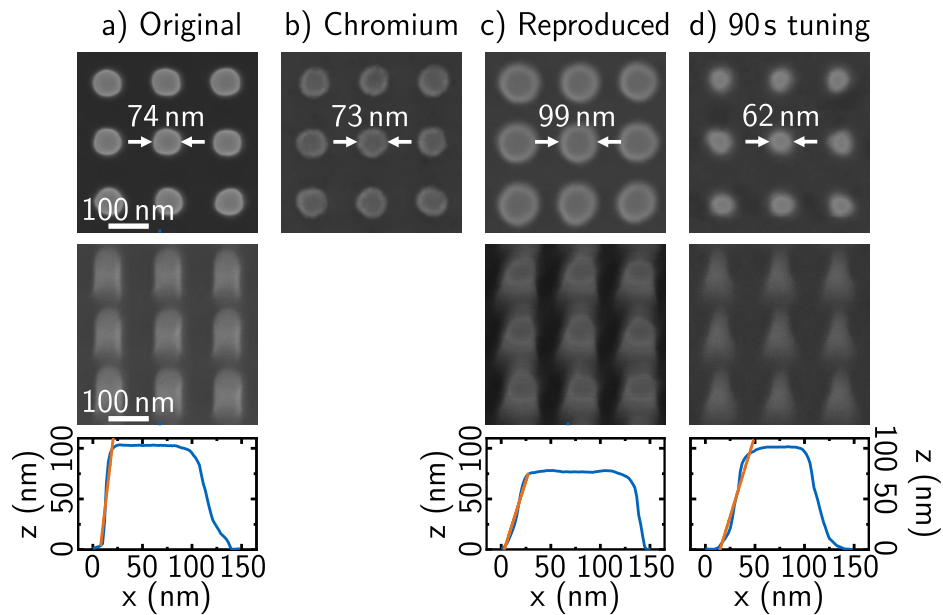 a) Original
b) Chromium
c) Reproduced
d) 90s tuning
74 nm
73 nm
99 nm
62 nm
100 nm
100 nm
z (nm)
100
50
0
0 50 100 150
x (nm)
z (nm)
100
50
0
0 50 100 150
x (nm)
0 50 100 150
x (nm)
100
50
0
z (nm)